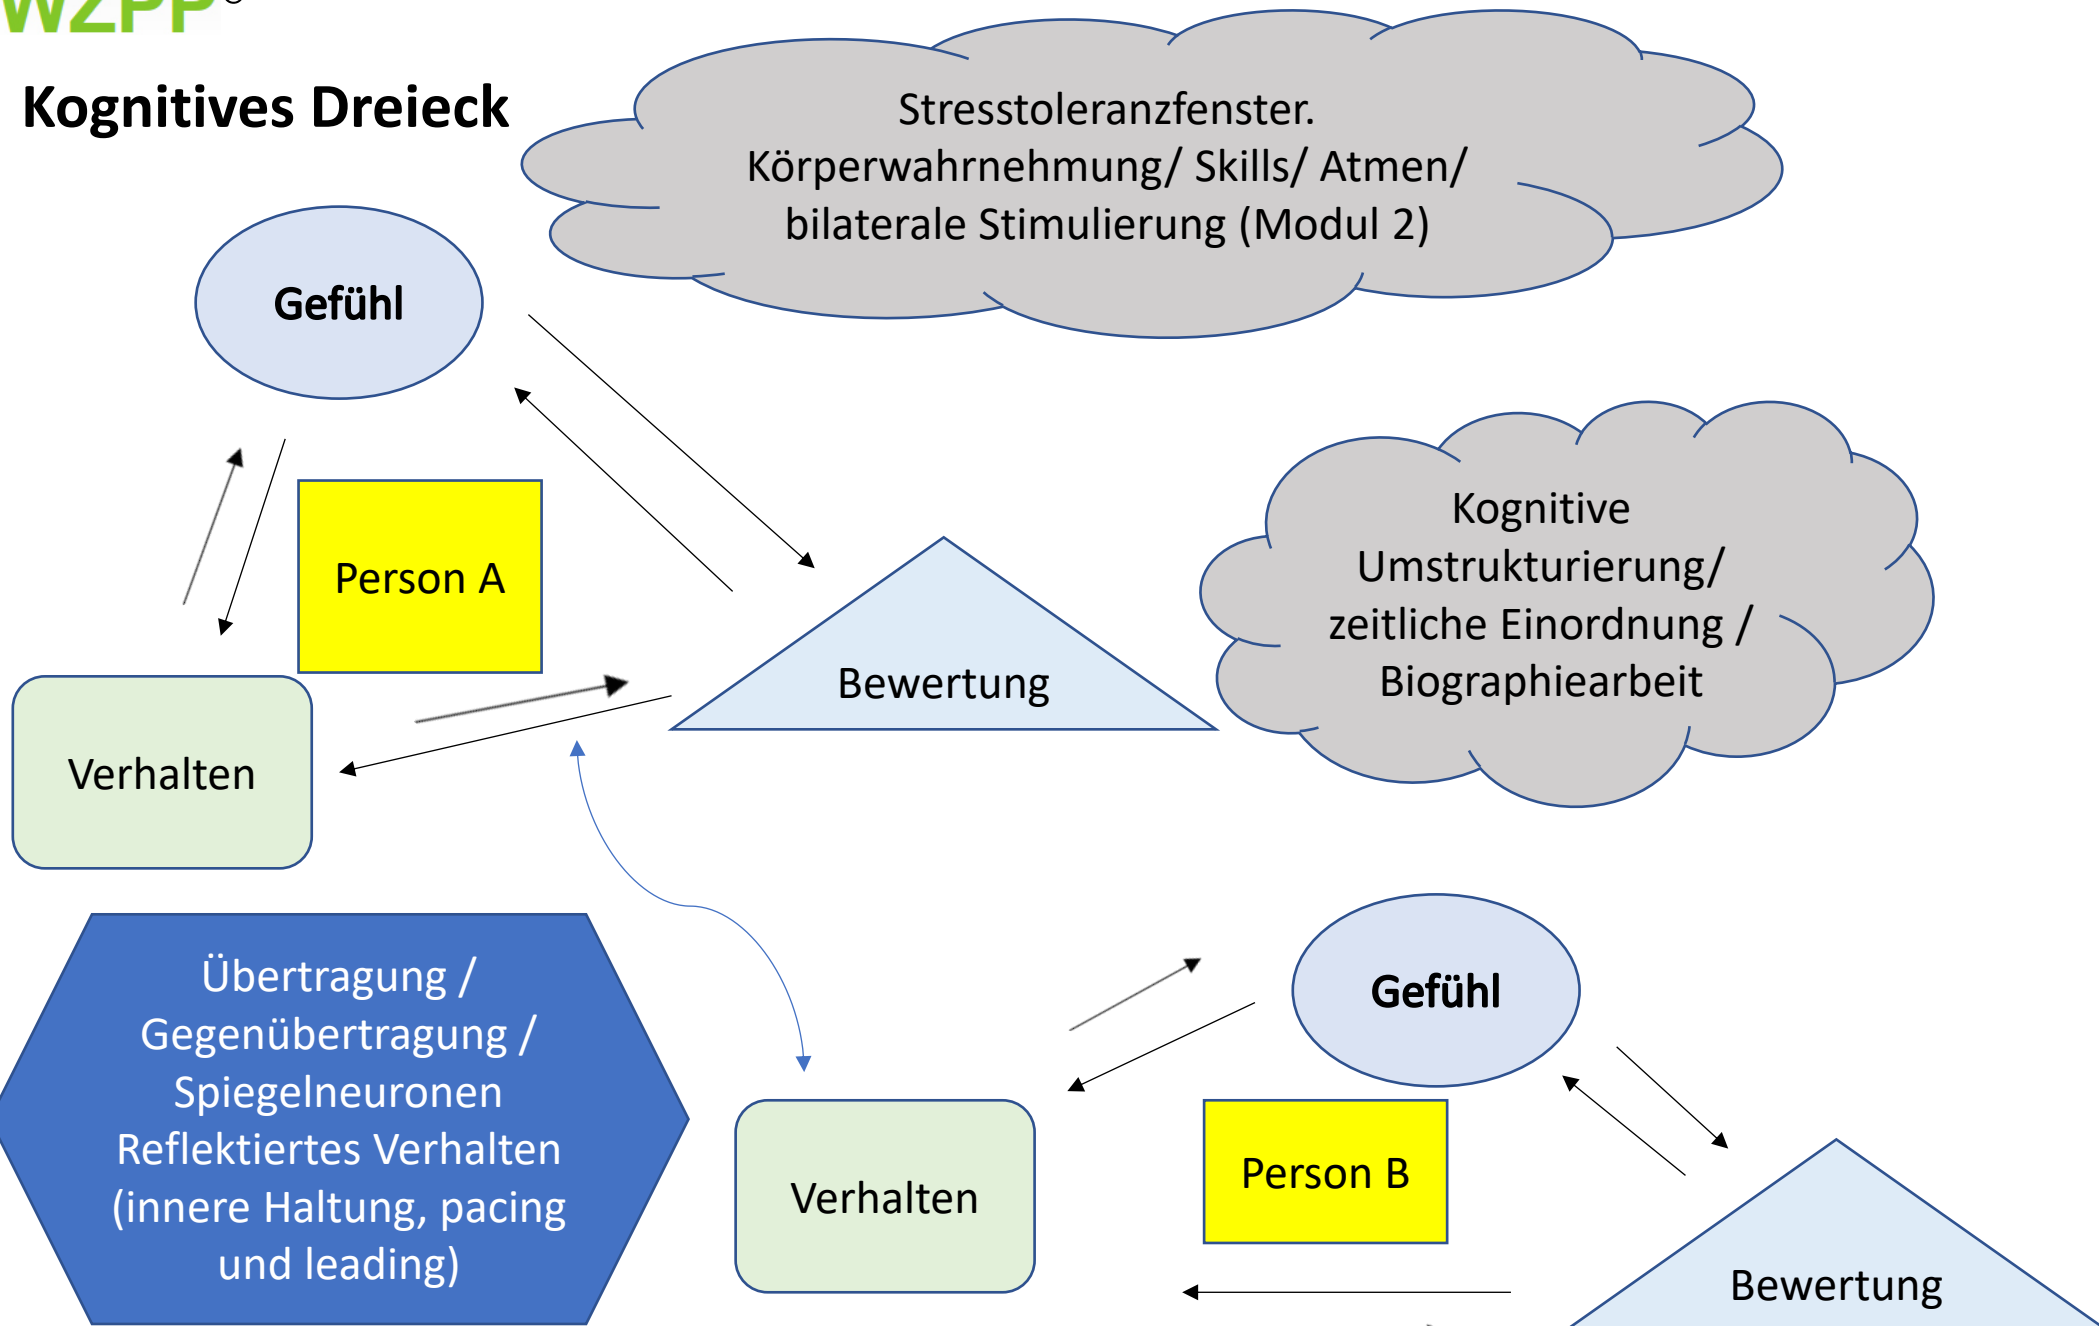 WZPP
Kognitives Dreieck
Stresstoleranzfenster.
Körperwahrnehmung/ Skills/ Atmen/
bilaterale Stimulierung (Modul 2)
Gefühl
Person A
Kognitive
Umstrukturierung/
zeitliche Einordnung /
Biographiearbeit
Bewertung
Verhalten
Übertragung /
Gegenübertragung /
Spiegelneuronen
Reflektiertes Verhalten
(innere Haltung, pacing
und leading)
Gefühl
Person B
Verhalten
Bewertung